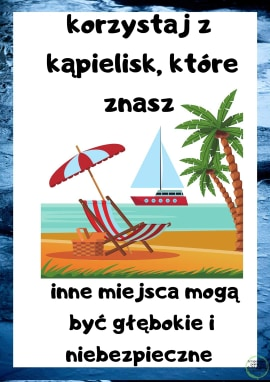 korzystaj z
kąpielisk, które
znasz
inne miejsca mogą
być głębokie i
niebezpieczne